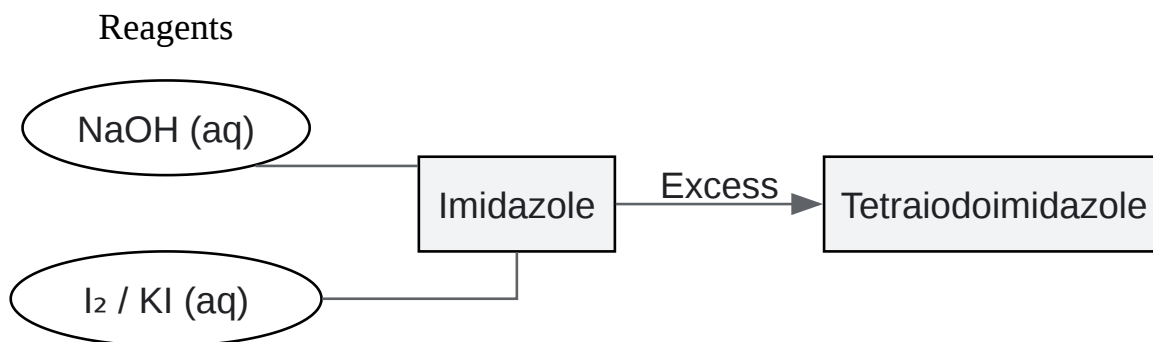 Reagents
NaOH (aq)
Imidazole
Excess
Tetraiodoimidazole
I₂ / KI (aq)